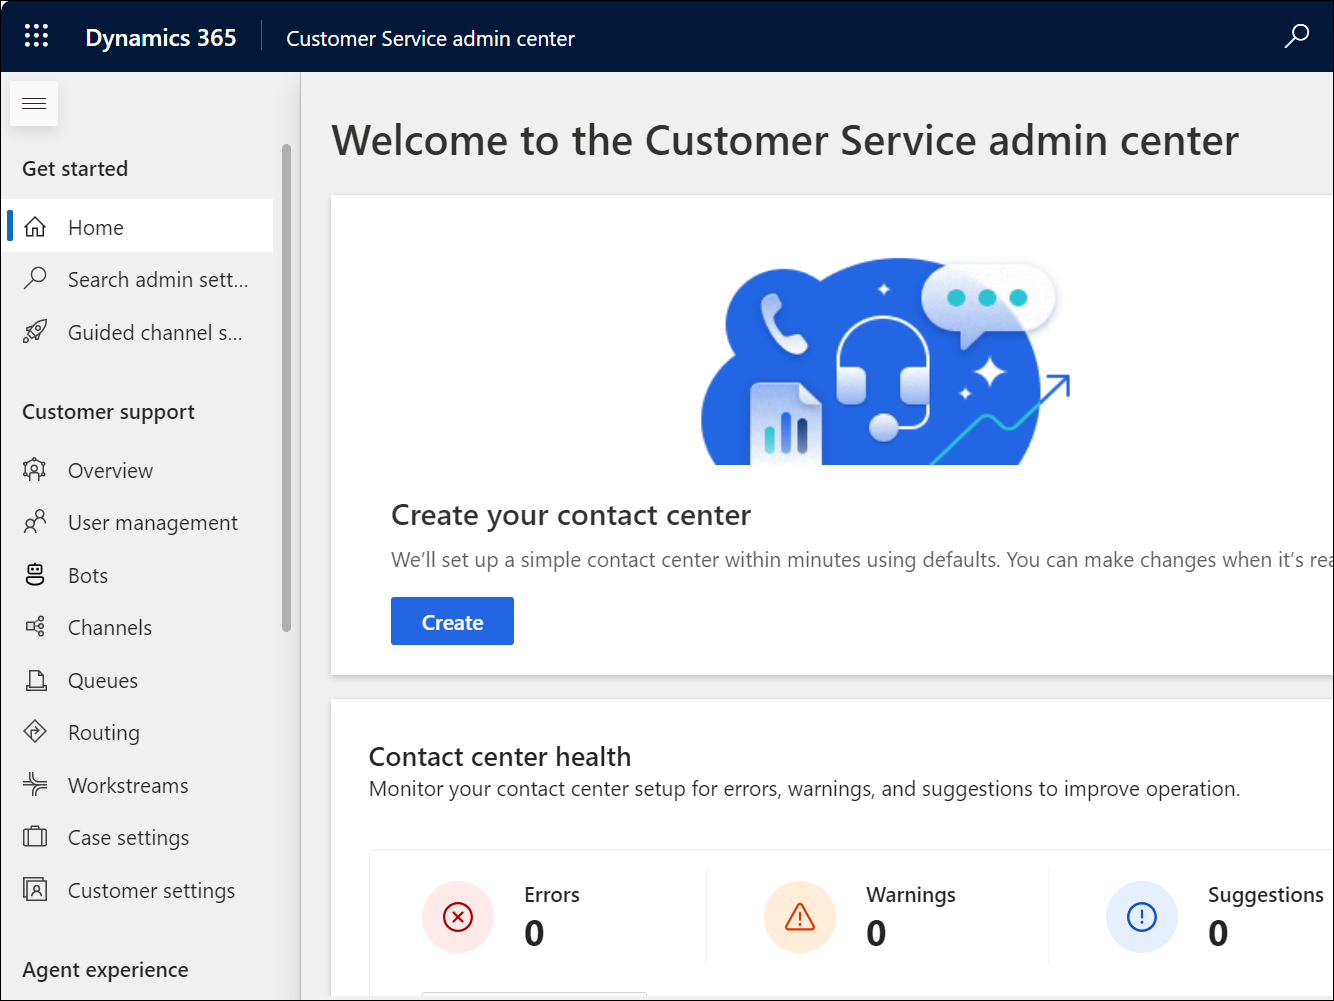 Dynamics 365
Customer Service admin center
Get started
Home
Search admin sett...
Guided channel s...
Customer support
Overview
User management
Bots
Channels
Queues
Routing
Workstreams
Case settings
Customer settings
Agent experience
Welcome to the Customer Service admin center
Create your contact center
We’ll set up a simple contact center within minutes using defaults. You can make changes when it’s rea
Create
Contact center health
Monitor your contact center setup for errors, warnings, and suggestions to improve operation.
Errors
0
Warnings
0
Suggestions
0